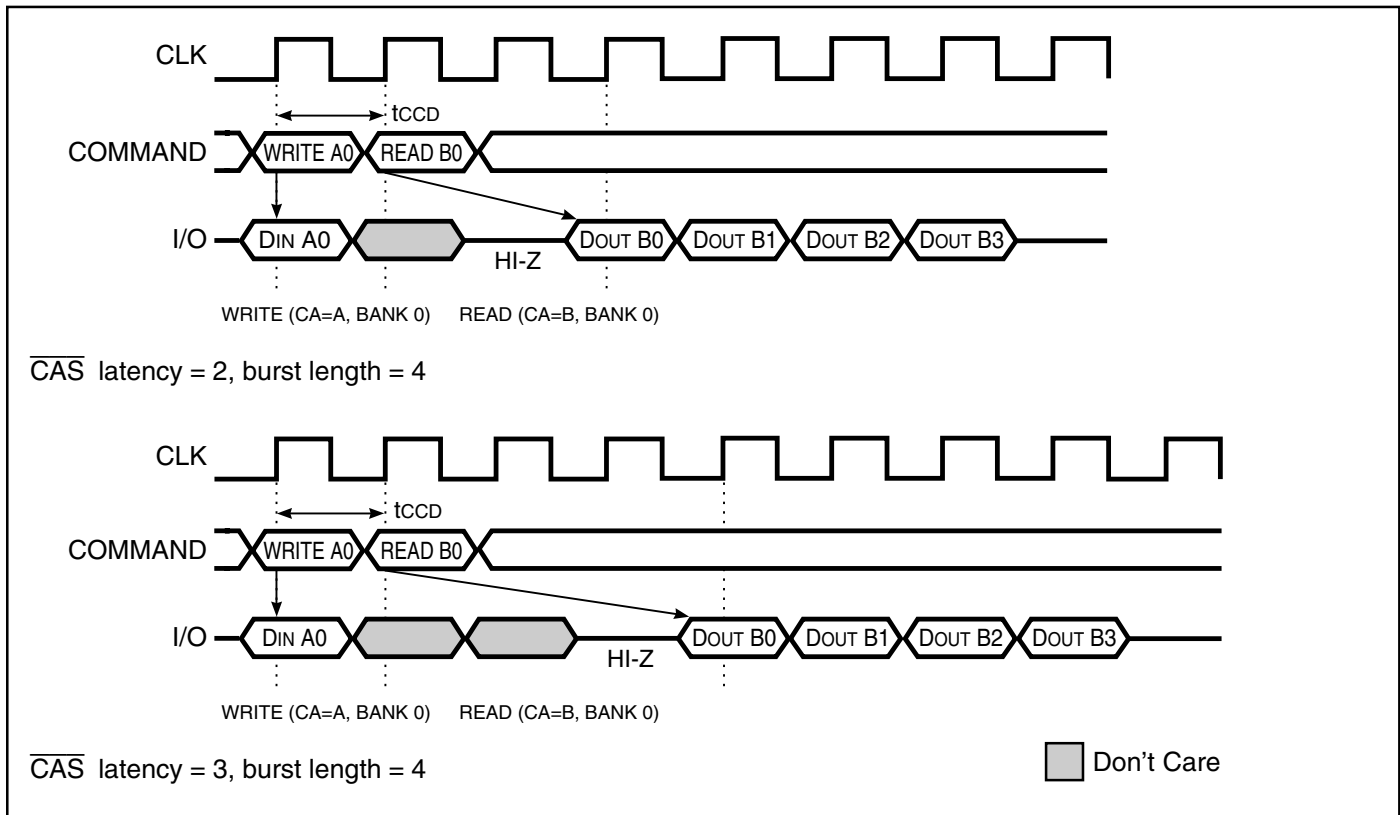 CLK
tCCD
COMMAND WRITE A0 READ B0
I/O DIN A0 HI-Z DOUT B0 DOUT B1 DOUT B2 DOUT B3
WRITE (CA=A, BANK 0) READ (CA=B, BANK 0)
CAS latency = 2, burst length = 4
CLK
tCCD
COMMAND WRITE A0 READ B0
I/O DIN A0 HI-Z DOUT B0 DOUT B1 DOUT B2 DOUT B3
WRITE (CA=A, BANK 0) READ (CA=B, BANK 0)
CAS latency = 3, burst length = 4
Don't Care